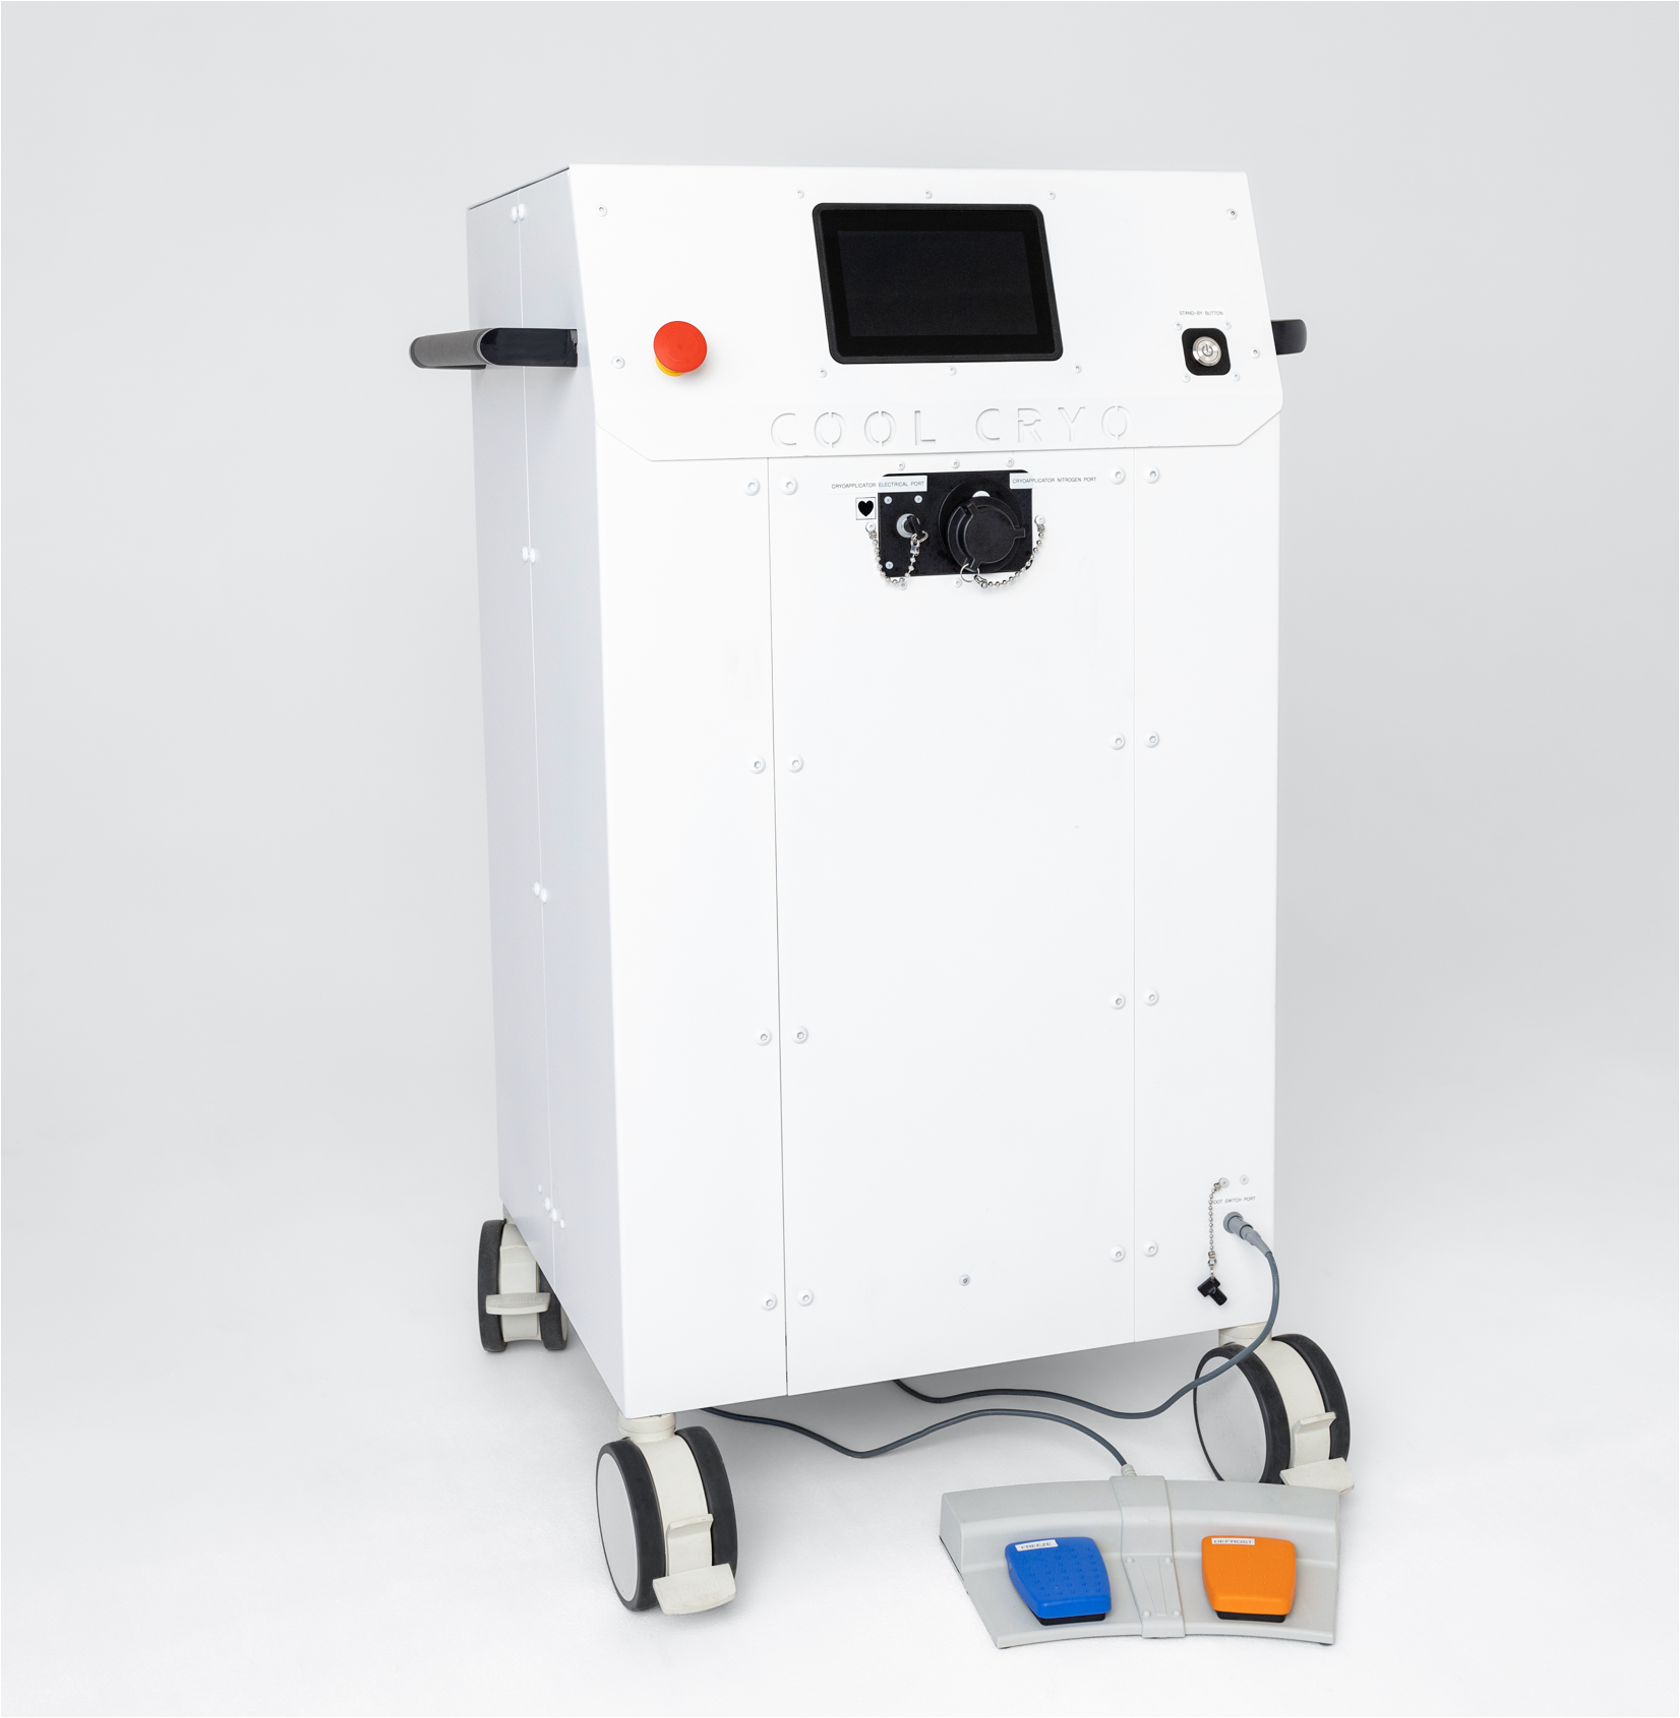 STAND-BY BUTTON
COOL CRYO
CRYOAPPLICATOR ELECTRICAL PORT
CRYOAPPLICATOR NITROGEN PORT
FOOT SWITCH PORT
FREEZE
DEFROST